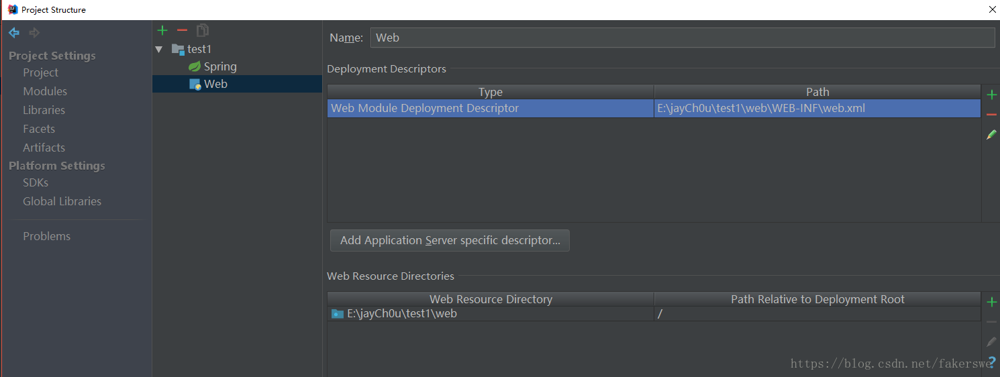 Project Structure
Project Settings
Project
Modules
Libraries
Facets
Artifacts
Platform Settings
SDKs
Global Libraries
Problems
test1
Spring
Web
Name: Web
Deployment Descriptors
Type Path
Web Module Deployment Descriptor E:\jayCh0u\test1\web\WEB-INF\web.xml
Add Application Server specific descriptor...
Web Resource Directories
Web Resource Directory Path Relative to Deployment Root
E:\jayCh0u\test1\web /
https://blog.csdn.net/fakerswe
?